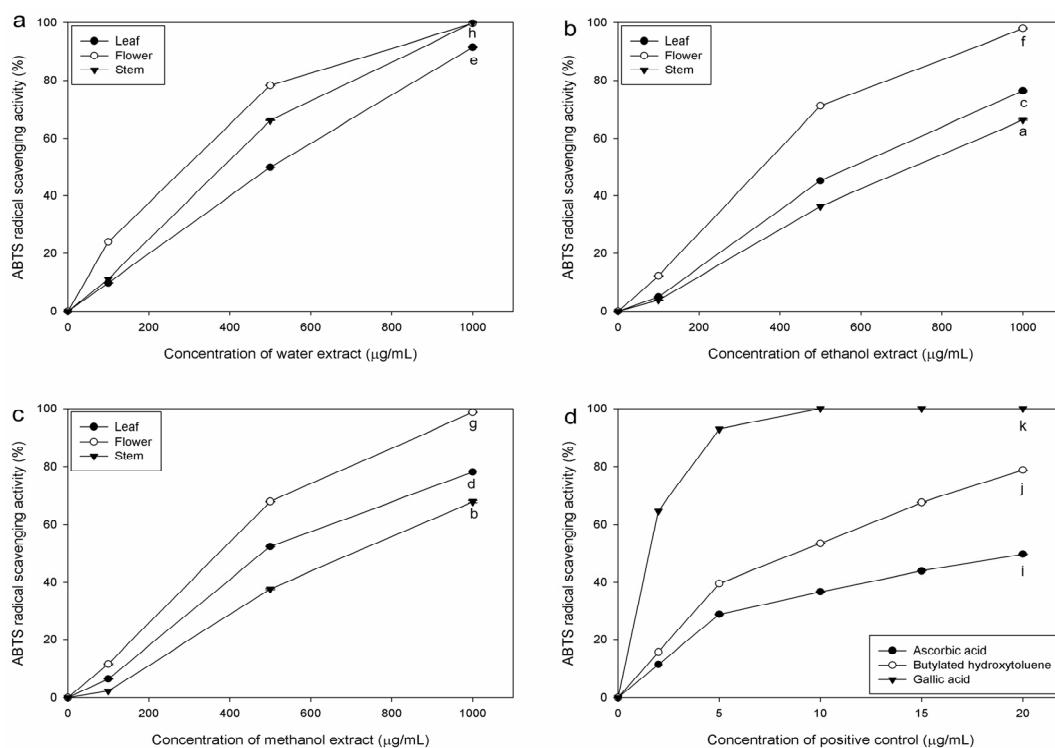 a
Leaf
Flower
Stem
ABTS radical scavenging activity (%)
100
80
60
40
20
0
h
e
0 200 400 600 800 1000
Concentration of water extract (μg/mL)
b
Leaf
Flower
Stem
ABTS radical scavenging activity (%)
100
80
60
40
20
0
f
c
a
0 200 400 600 800 1000
Concentration of ethanol extract (μg/mL)
c
Leaf
Flower
Stem
ABTS radical scavenging activity (%)
100
80
60
40
20
0
g
d
b
0 200 400 600 800 1000
Concentration of methanol extract (μg/mL)
d
ABTS radical scavenging activity (%)
100
80
60
40
20
0
k
j
i
Ascorbic acid
Butylated hydroxytoluene
Gallic acid
0 5 10 15 20
Concentration of positive control (μg/mL)